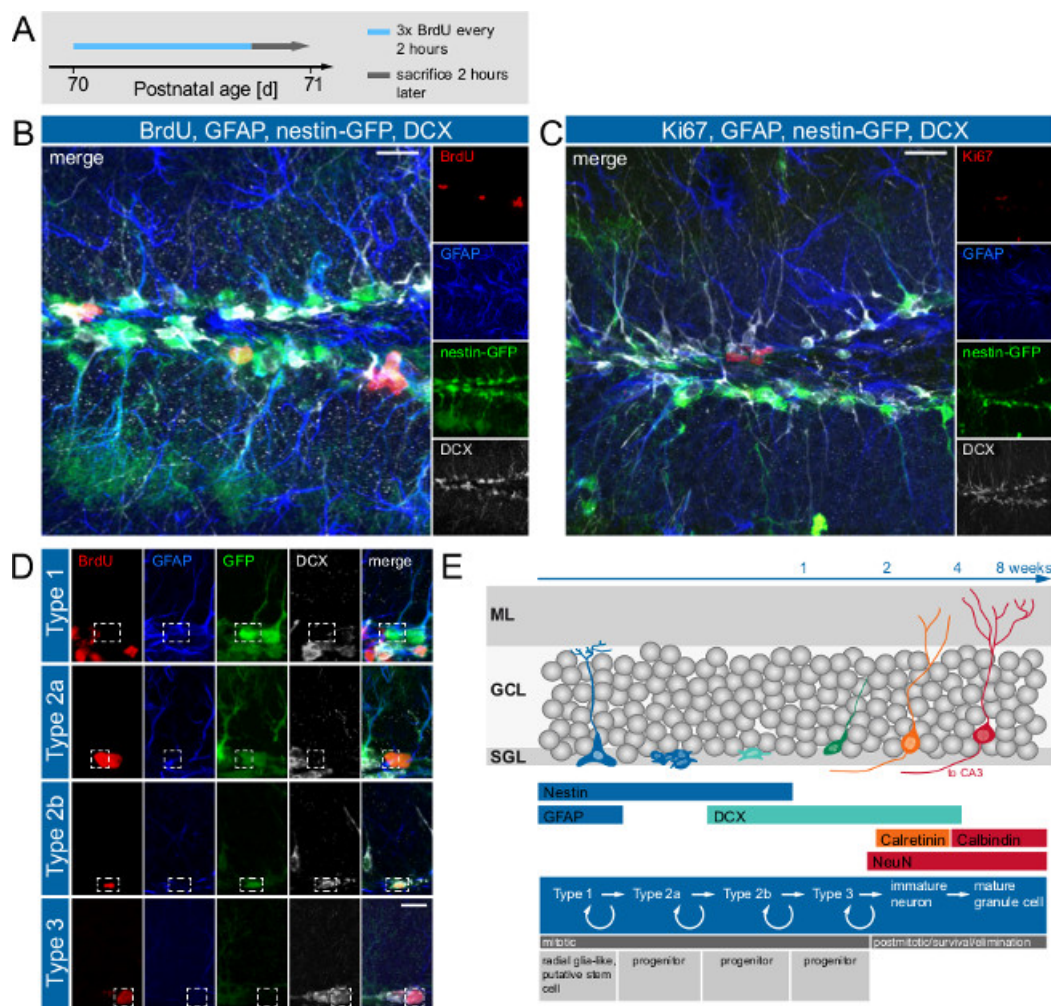 A
3x BrdU every
2 hours
sacrifice 2 hours
later
70
Postnatal age [d]
71
B
BrdU, GFAP, nestin-GFP, DCX
merge
BrdU
GFAP
nestin-GFP
DCX
C
Ki67, GFAP, nestin-GFP, DCX
merge
Ki67
GFAP
nestin-GFP
DCX
D
BrdU
GFAP
GFP
DCX
merge
Type 1
Type 2a
Type 2b
Type 3
E
1
2
4
8 weeks
ML
GCL
SGL
to CA3
Nestin
GFAP
DCX
Calretinin
Calbindin
NeuN
Type 1
Type 2a
Type 2b
Type 3
immature
neuron
mature
granule cell
mitotic
postmitotic/survival/elimination
radial glia-like,
putative stem
cell
progenitor
progenitor
progenitor